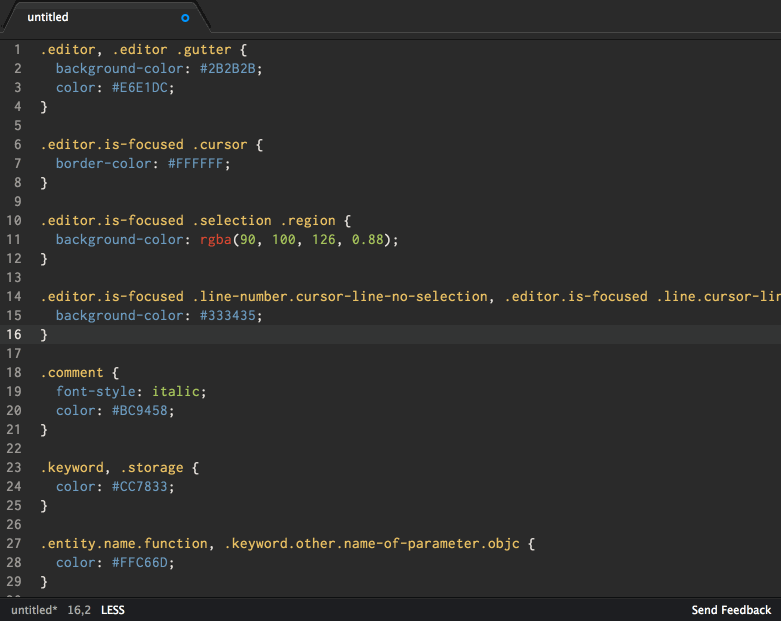 untitled
1 .editor, .editor .gutter {
2 background-color: #2B2B2B;
3 color: #E6E1DC;
4 }
5
6 .editor.is-focused .cursor {
7 border-color: #FFFFFF;
8 }
9
10 .editor.is-focused .selection .region {
11 background-color: rgba(90, 100, 126, 0.88);
12 }
13
14 .editor.is-focused .line-number.cursor-line-no-selection, .editor.is-focused .line.cursor-lin
15 background-color: #333435;
16 }
17
18 .comment {
19 font-style: italic;
20 color: #BC9458;
21 }
22
23 .keyword, .storage {
24 color: #CC7833;
25 }
26
27 .entity.name.function, .keyword.other.name-of-parameter.objc {
28 color: #FFC66D;
29 }
untitled* 16,2 LESS Send Feedback